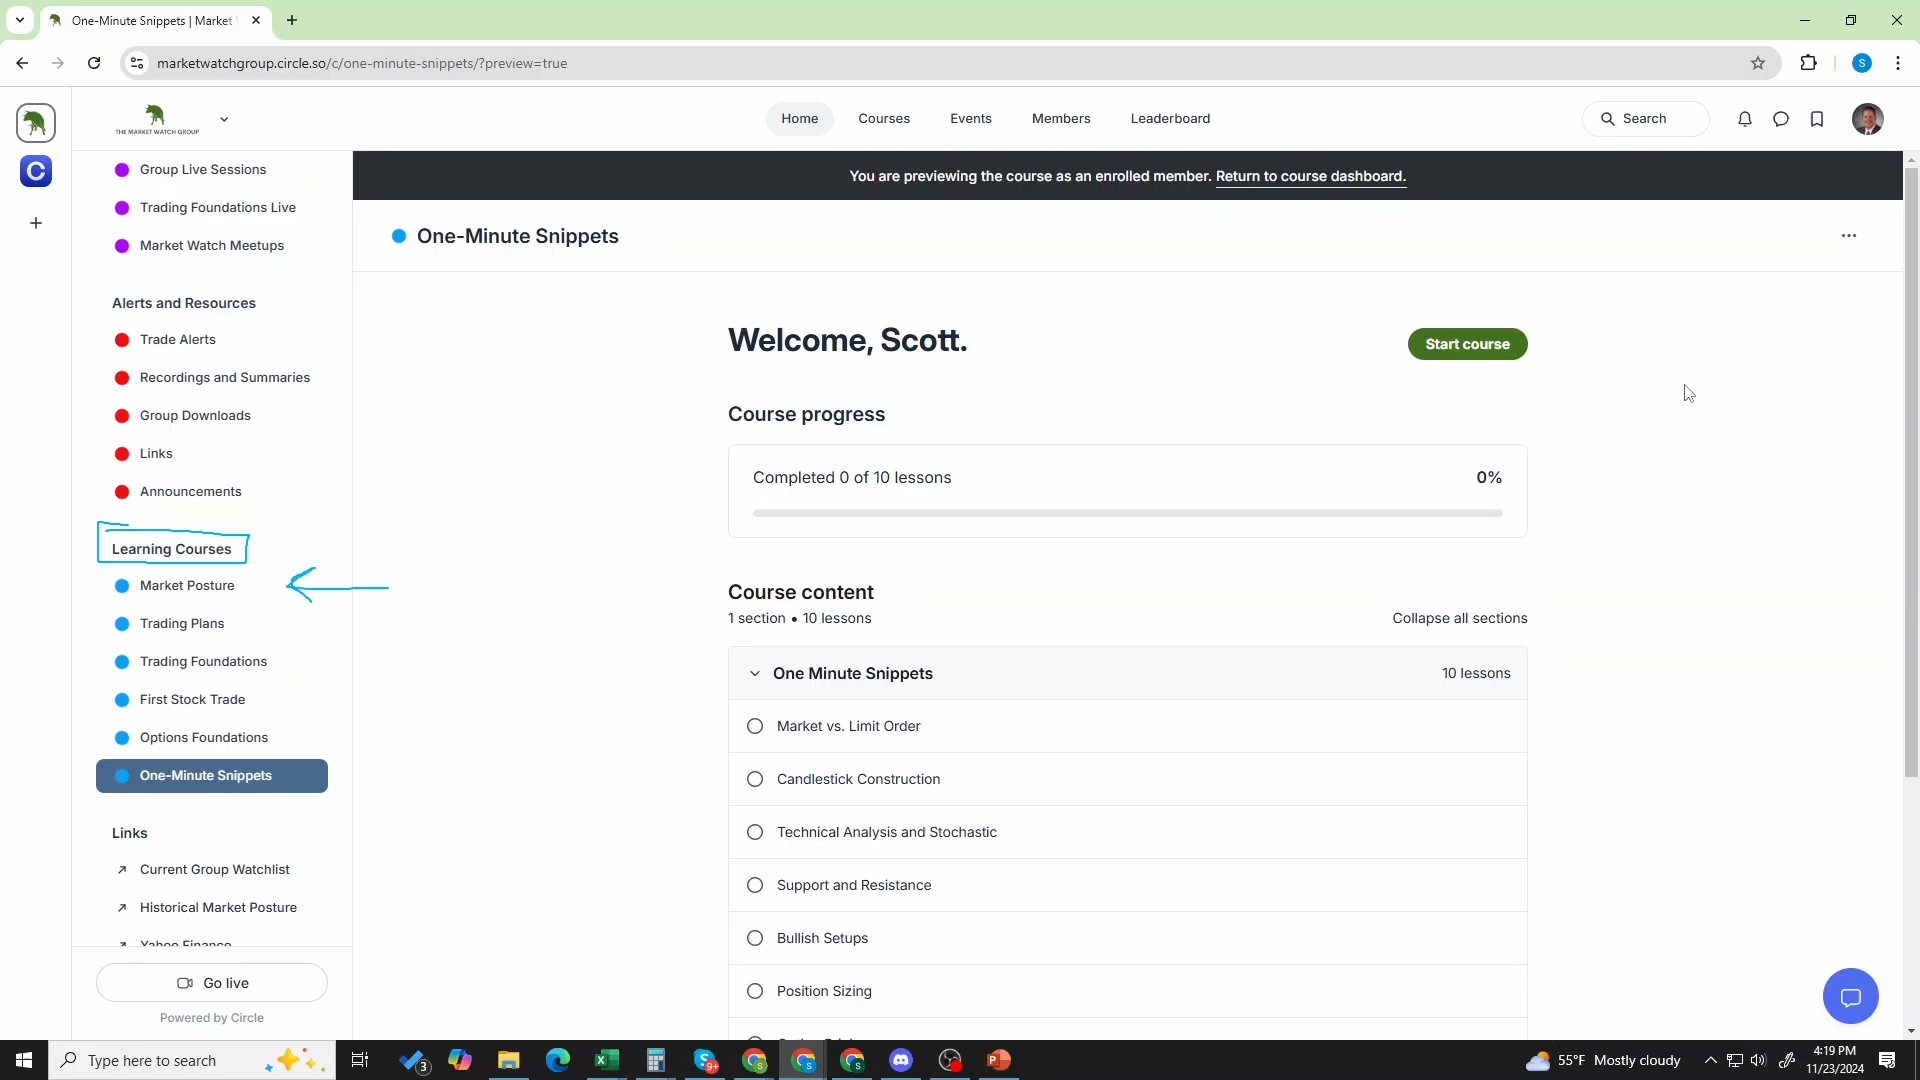 One-Minute Snippets | Market
marketwatchgroup.circle.so/c/one-minute-snippets/?preview=true
S
THE MARKET WATCH GROUP
Home
Courses
Events
Members
Leaderboard
Search
C
Group Live Sessions
Trading Foundations Live
Market Watch Meetups
Alerts and Resources
Trade Alerts
Recordings and Summaries
Group Downloads
Links
Announcements
Learning Courses
Market Posture
Trading Plans
Trading Foundations
First Stock Trade
Options Foundations
One-Minute Snippets
Links
Current Group Watchlist
Historical Market Posture
Yahoo Finance
Go live
Powered by Circle
You are previewing the course as an enrolled member. Return to course dashboard.
One-Minute Snippets
Welcome, Scott.
Start course
Course progress
Completed 0 of 10 lessons
0%
Course content
1 section • 10 lessons
Collapse all sections
One Minute Snippets
10 lessons
Market vs. Limit Order
Candlestick Construction
Technical Analysis and Stochastic
Support and Resistance
Bullish Setups
Position Sizing
Type here to search
3
9+
55°F Mostly cloudy
4:19 PM
11/23/2024